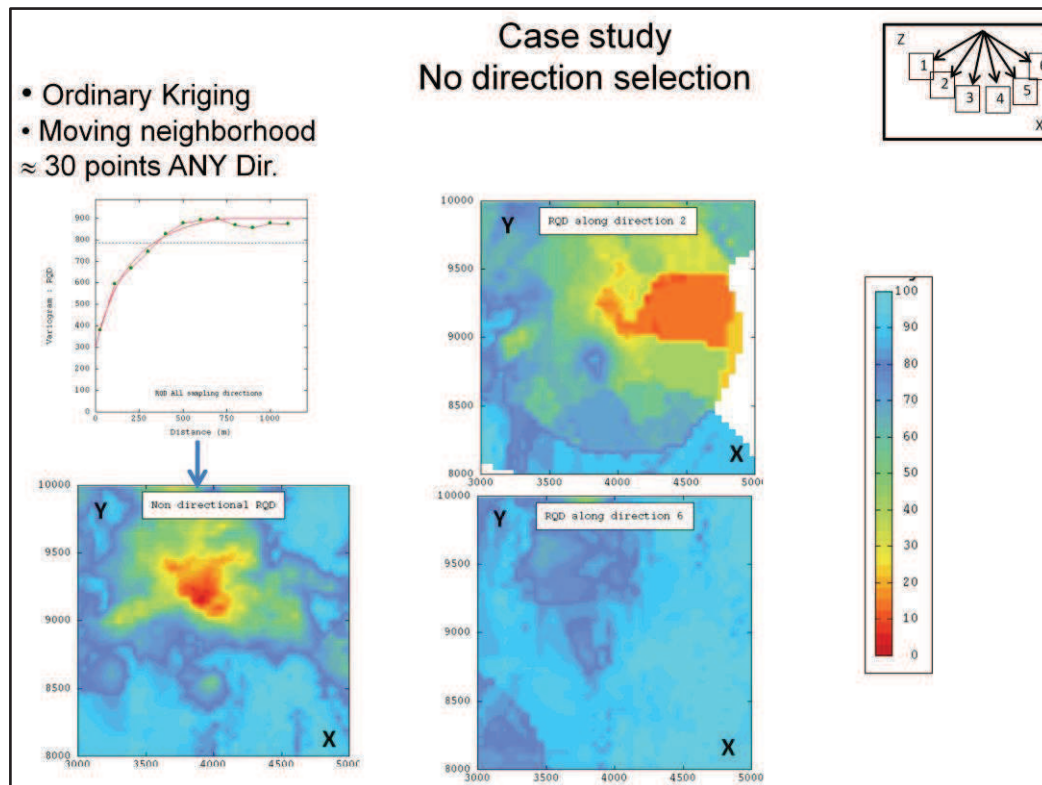 Case study
No direction selection
• Ordinary Kriging
• Moving neighborhood
≈ 30 points ANY Dir.
Z
1
2
3
4
5
X
900
800
700
600
500
400
300
200
100
0
Variogram : RQD
RQD All sampling directions
0 250 500 750 1000
Distance (m)
10000
9500
9000
8500
8000
Y
RQD along direction 2
X
3000 3500 4000 4500 5000
100
90
80
70
60
50
40
30
20
10
0
10000
9500
9000
8500
8000
Y
Non directional RQD
X
3000 3500 4000 4500 5000
10000
9500
9000
8500
8000
Y
RQD along direction 6
X
3000 3500 4000 4500 5000